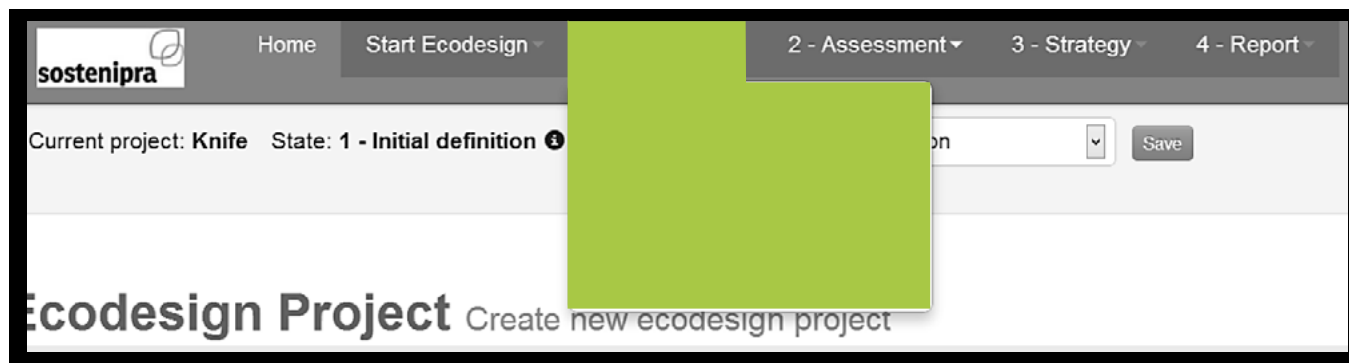 sostenipra
Home Start Ecodesign 2 - Assessment 3 - Strategy 4 - Report
Current project: Knife State: 1 - Initial definition on Save
Ecodesign Project Create new ecodesign project